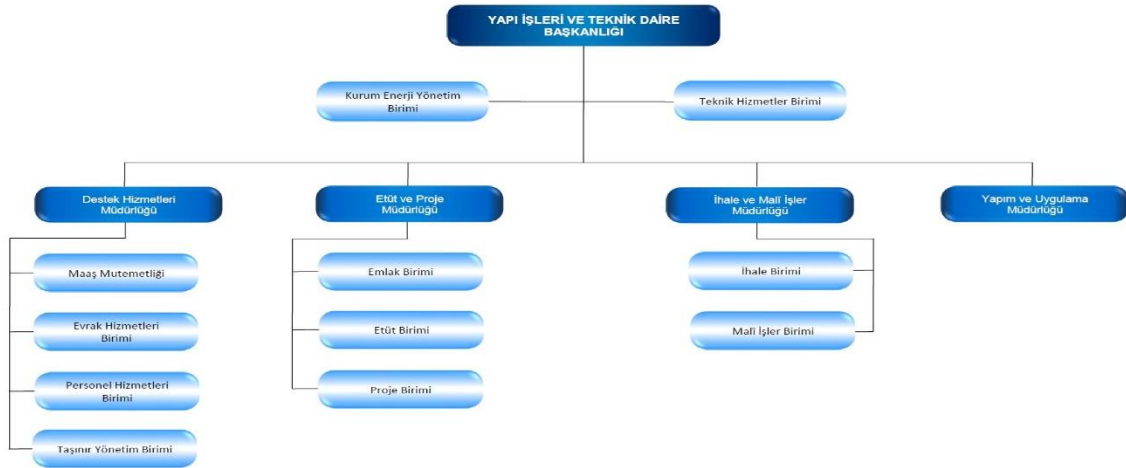 YAPI İŞLERİ VE TEKNİK DAİRE
BAŞKANLIĞI
Kurum Enerji Yönetim
Birimi
Teknik Hizmetler Birimi
Destek Hizmetleri
Müdürlüğü
Etüt ve Proje
Müdürlüğü
İhale ve Malî İşler
Müdürlüğü
Yapım ve Uygulama
Müdürlüğü
Maaş Mutemetliği
Evrak Hizmetleri
Birimi
Personel Hizmetleri
Birimi
Taşınır Yönetim Birimi
Emlak Birimi
Etüt Birimi
Proje Birimi
İhale Birimi
Malî İşler Birimi